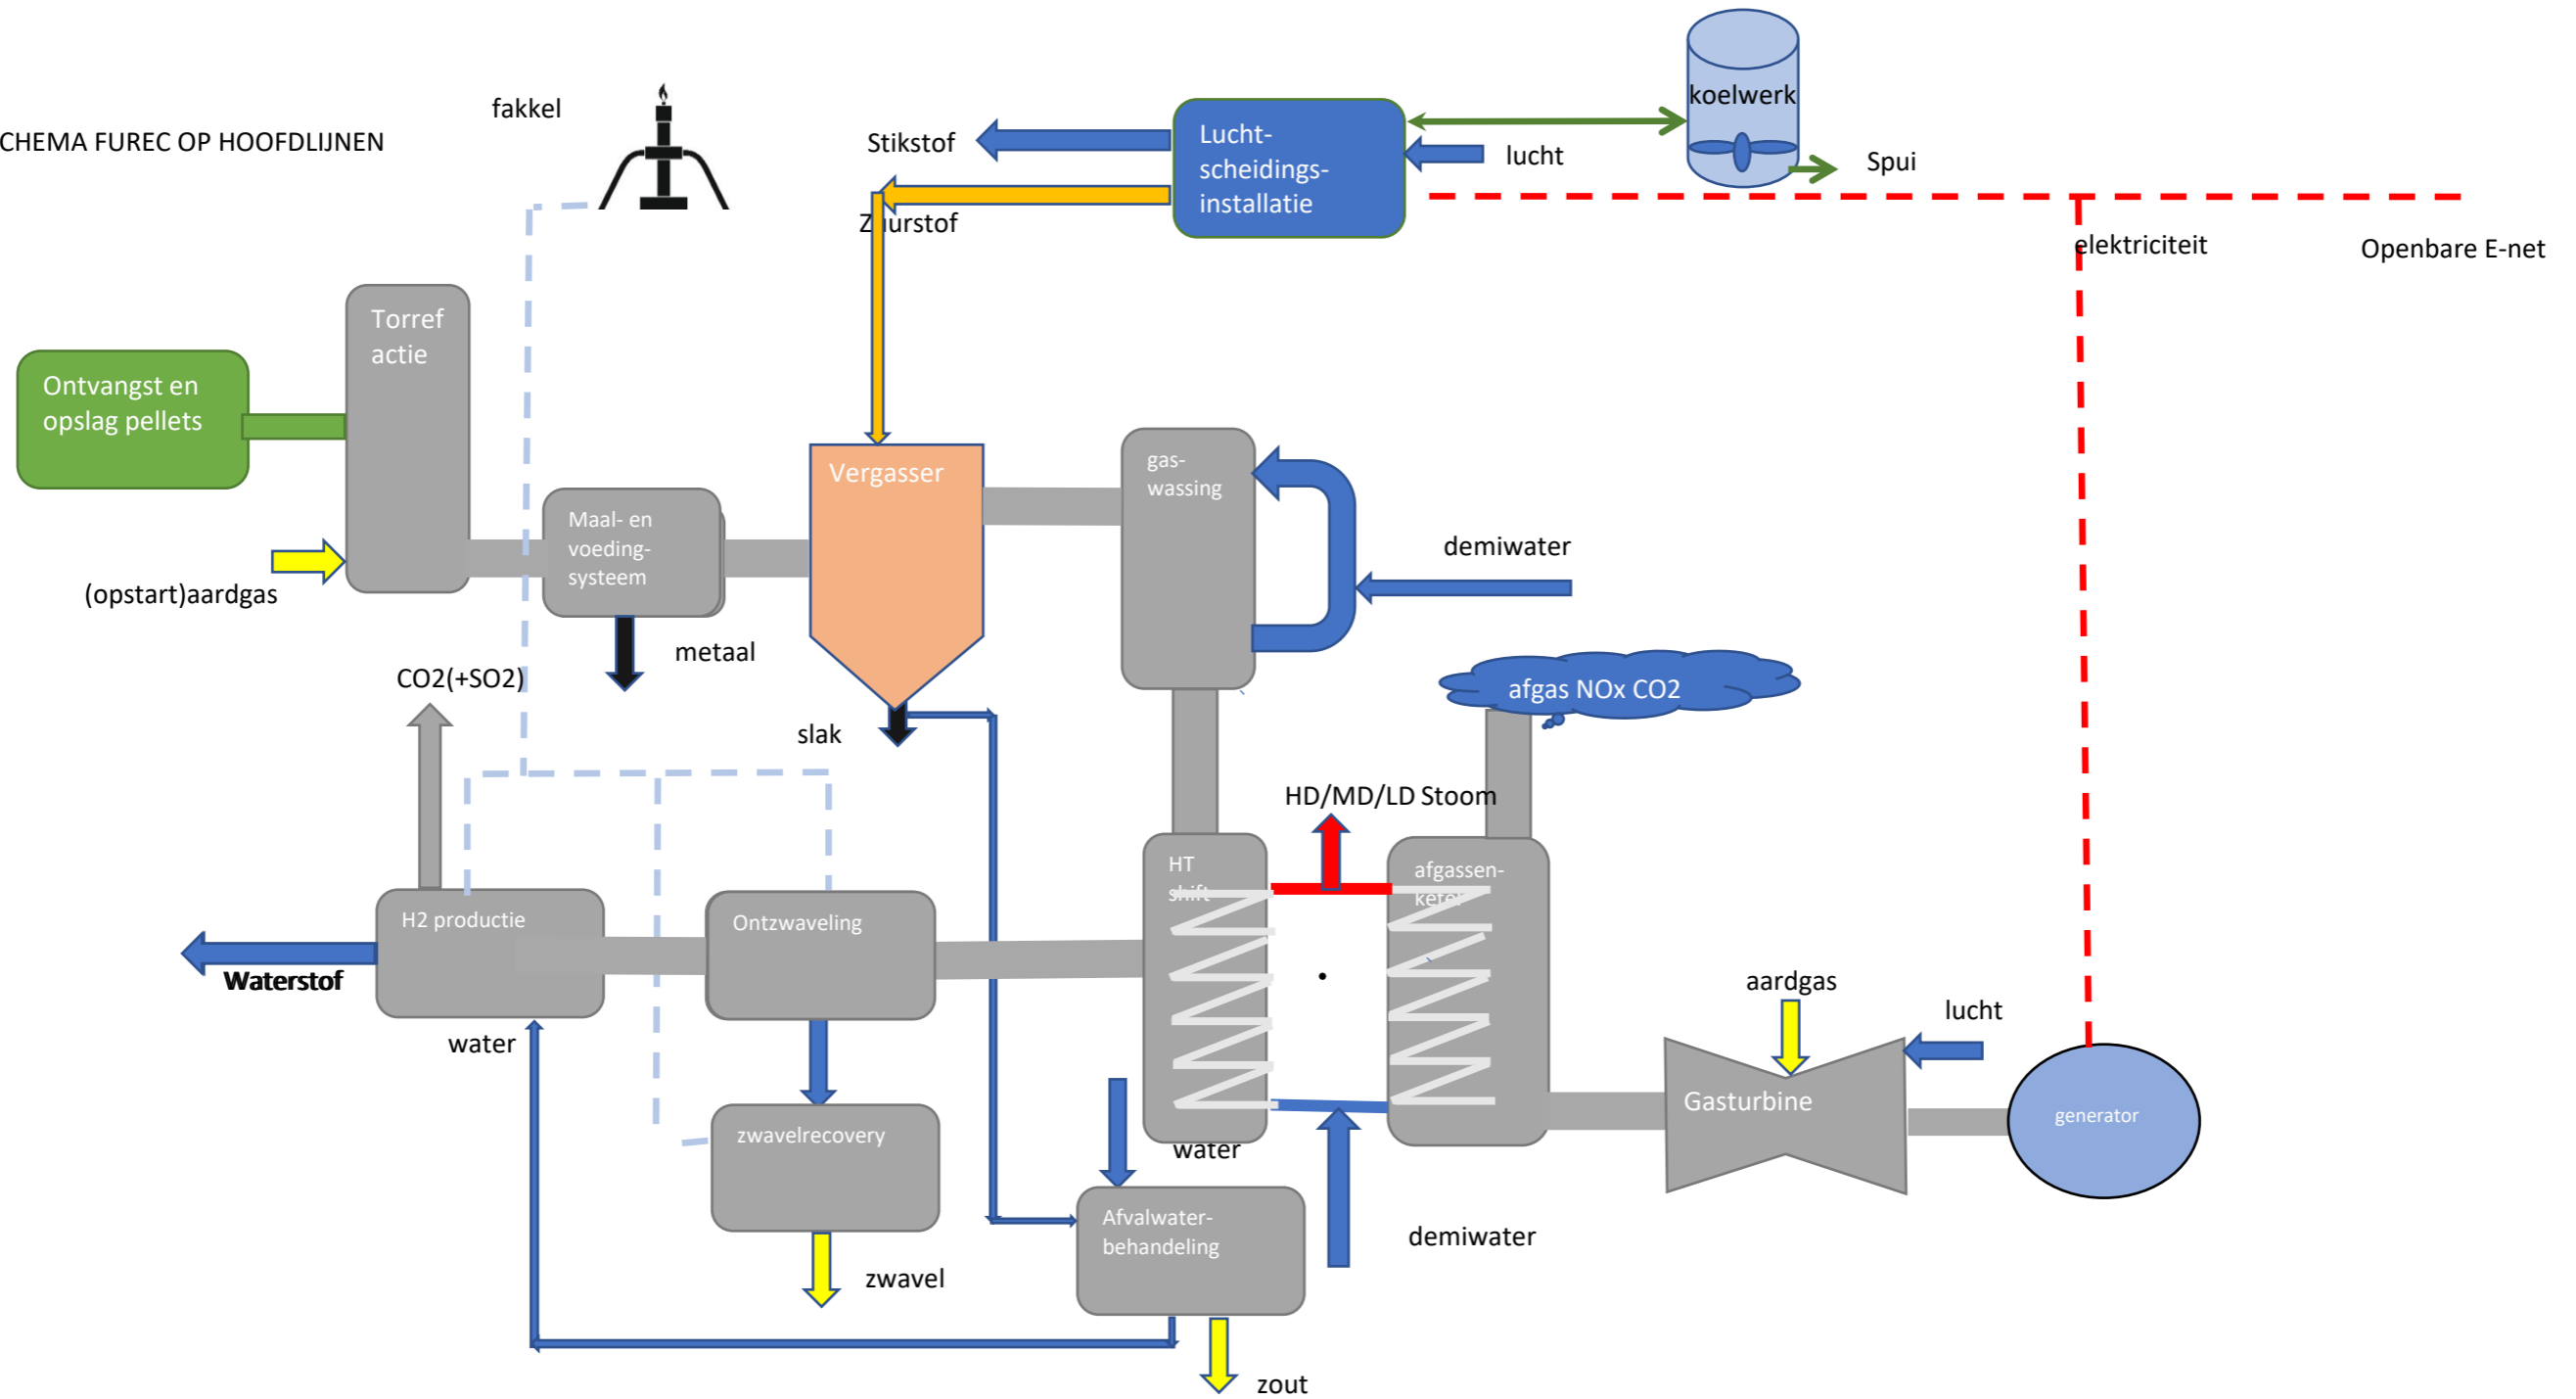 CHEMA FUREC OP HOOFDLIJNEN
fakkel
Stikstof
Zuurstof
Lucht-
scheidings-
installatie
lucht
koelwerk
Spui
elektriciteit
Openbare E-net
Torref
actie
Ontvangst en
opslag pellets
(opstart)aardgas
Maal- en
voeding-
systeem
metaal
Vergasser
slak
gas-
wassing
demiwater
CO2(+SO2)
afgas NOx CO2
HD/MD/LD Stoom
HT
shift
afgassen-
ketel
H2 productie
Waterstof
water
Ontzwaveling
zwavelrecovery
zwavel
water
Afvalwater-
behandeling
zout
demiwater
aardgas
lucht
Gasturbine
generator